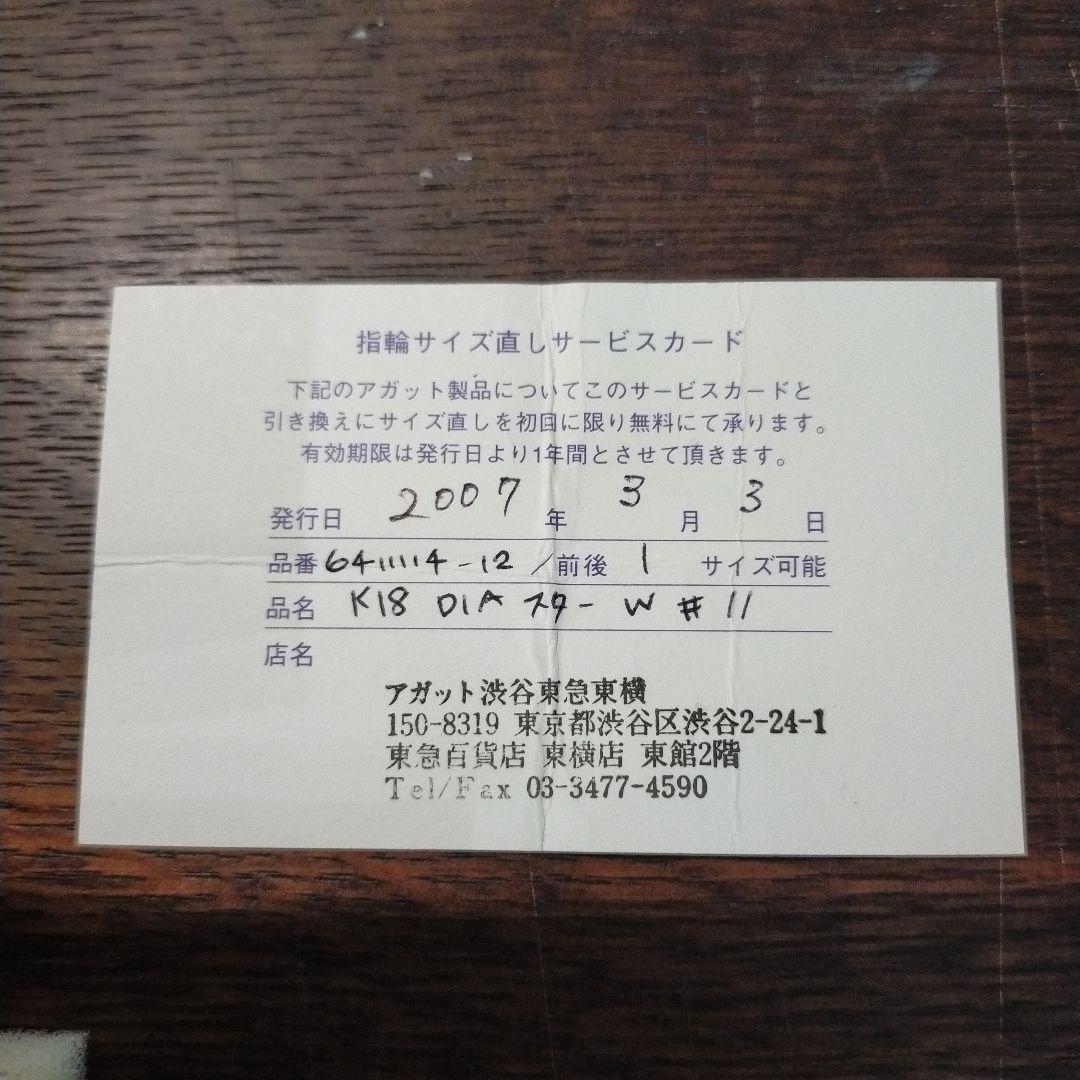 指輪サイズ直しサービスカード
下記のアガット製品についてこのサービスカードと
引き換えにサイズ直しを初回に限り無料にて承ります。
有効期限は発行日より1年間とさせて頂きます。
発行日 2007 年 3 月 3 日
品番 6411114-12 /前後 1 サイズ可能
品名 K18 DIA スター W #11
店名
アガット渋谷東急東横
150-8319 東京都渋谷区渋谷2-24-1
東急百貨店 東横店 東館2階
Tel/Fax 03-3477-4590